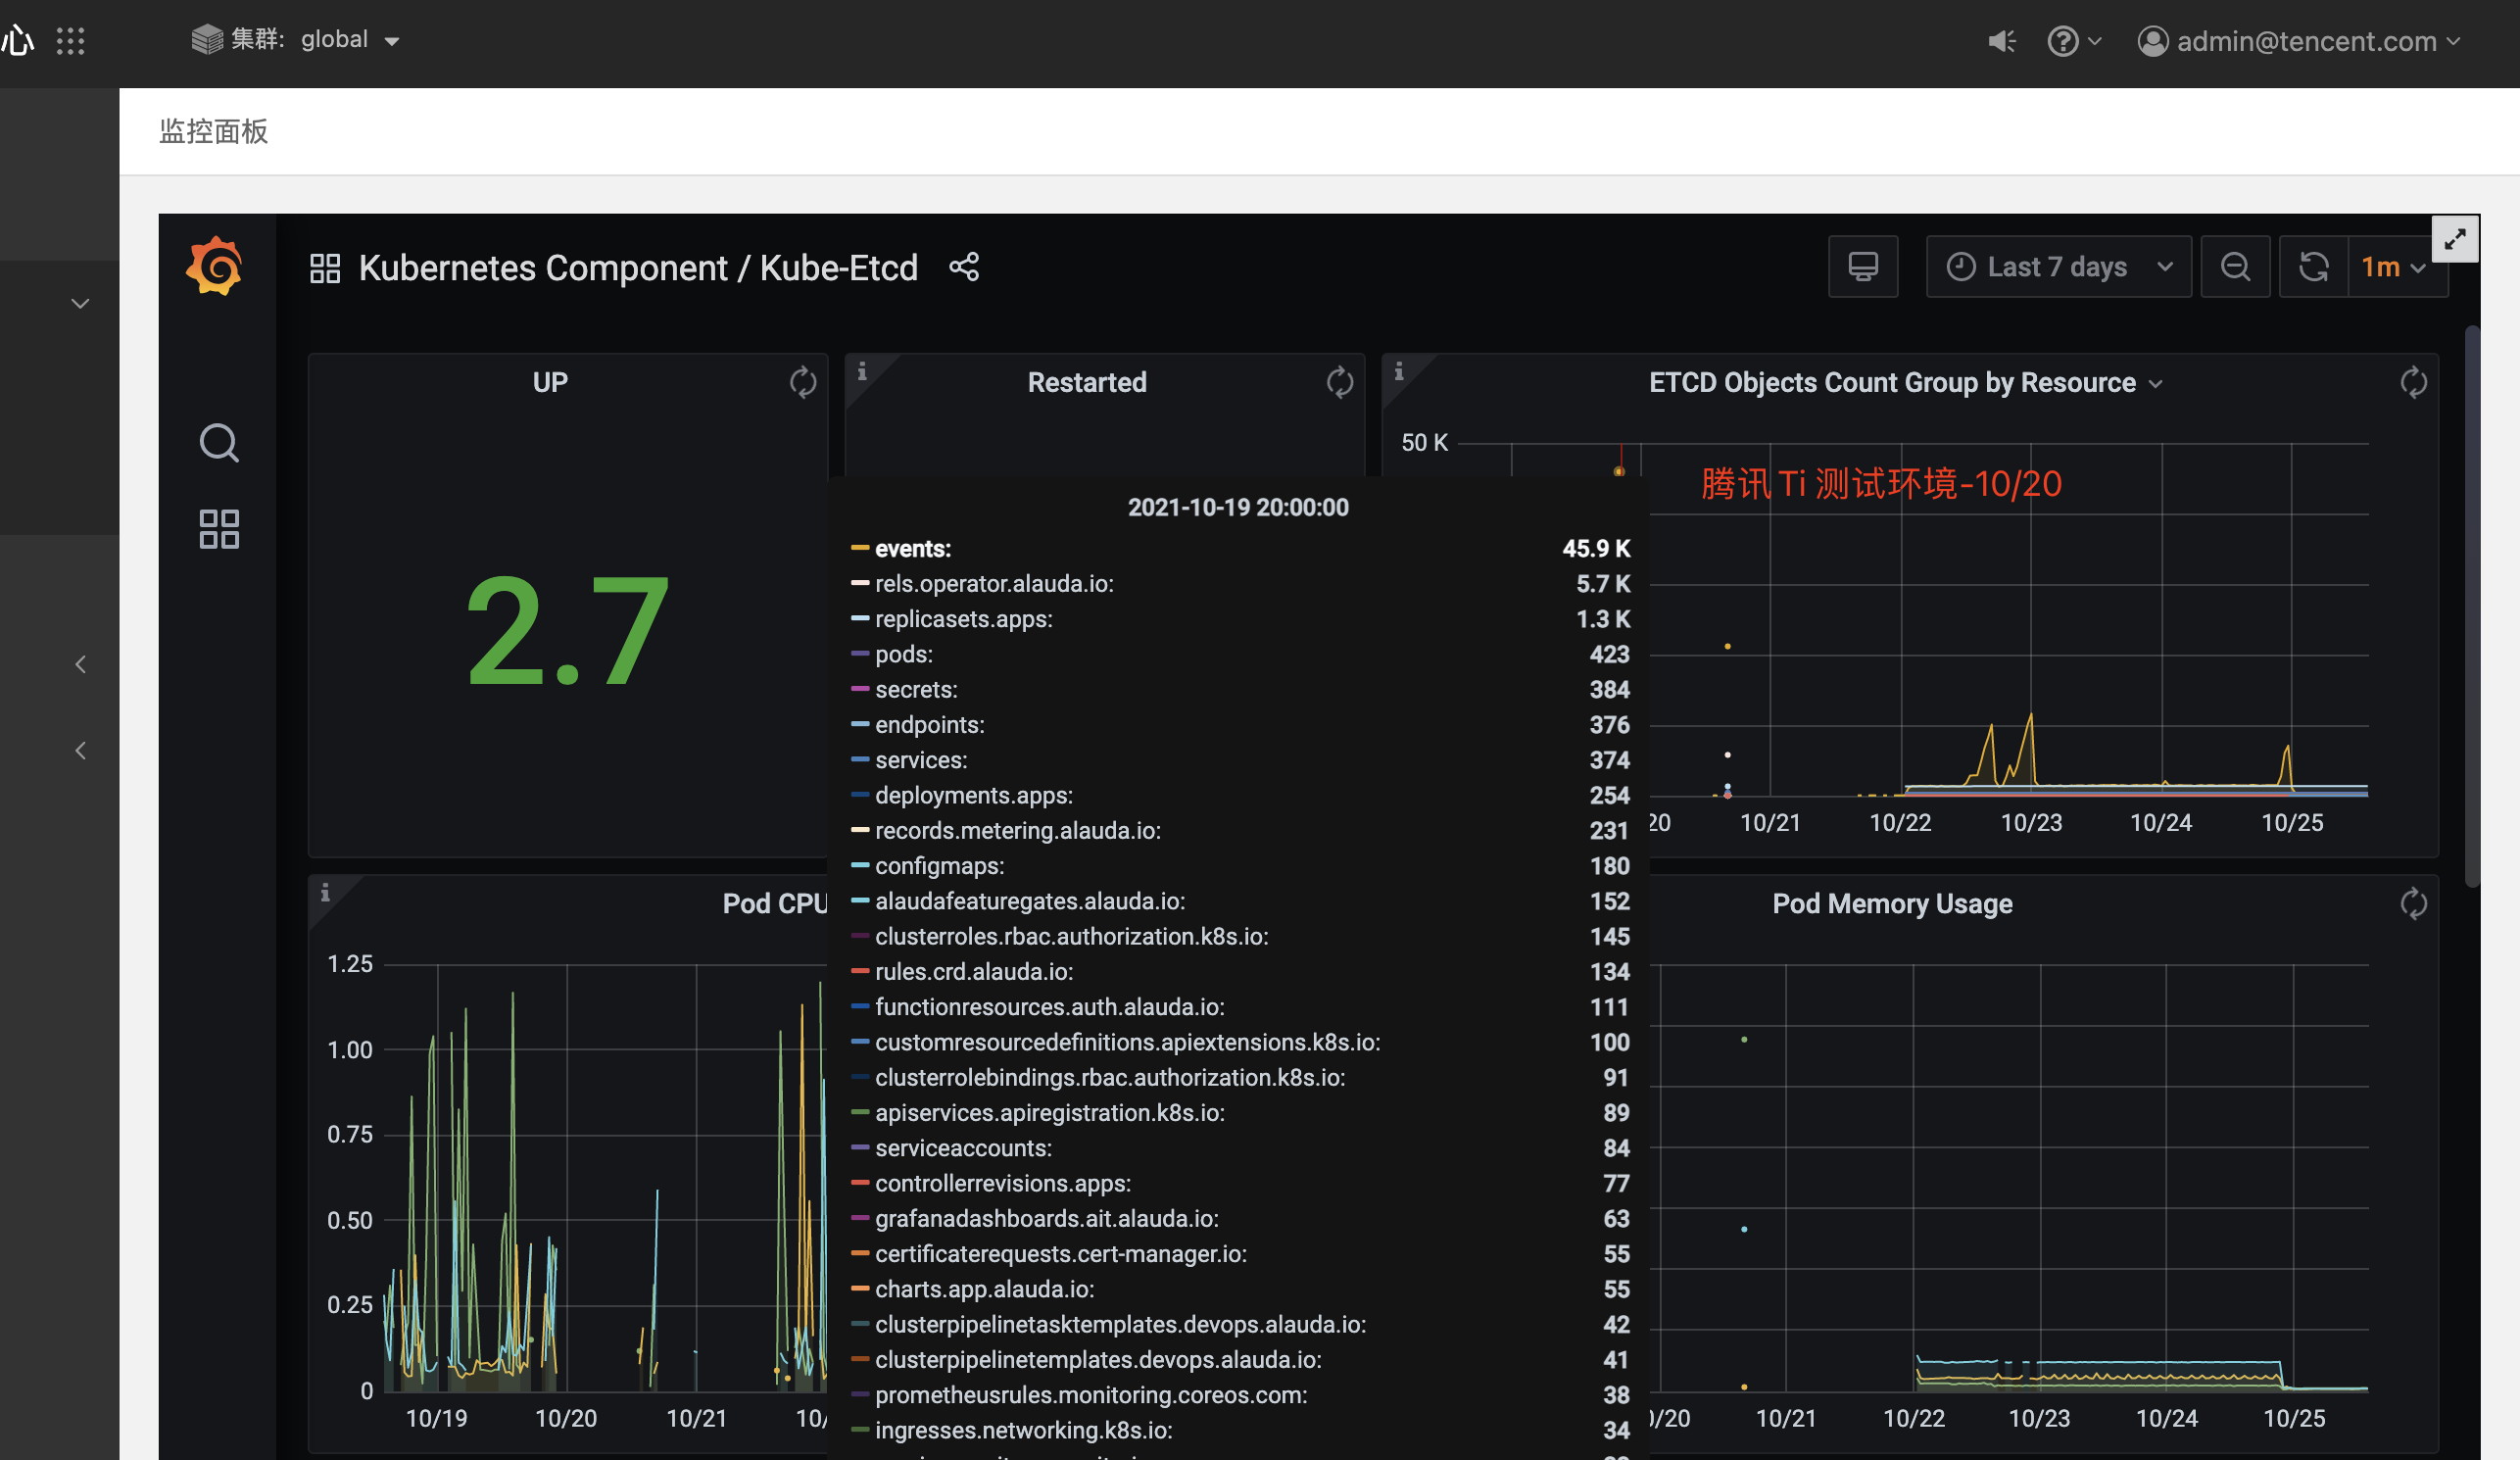 心
集群: global
admin@tencent.com
监控面板
Kubernetes Component / Kube-Etcd
Last 7 days
1m
UP
2.7
Restarted
ETCD Objects Count Group by Resource
50 K
腾讯 Ti 测试环境-10/20
20 10/21 10/22 10/23 10/24 10/25
2021-10-19 20:00:00
events: 45.9 K
rels.operator.alauda.io: 5.7 K
replicasets.apps: 1.3 K
pods: 423
secrets: 384
endpoints: 376
services: 374
deployments.apps: 254
records.metering.alauda.io: 231
configmaps: 180
alaudafeaturegates.alauda.io: 152
clusterroles.rbac.authorization.k8s.io: 145
rules.crd.alauda.io: 134
functionresources.auth.alauda.io: 111
customresourcedefinitions.apiextensions.k8s.io: 100
clusterrolebindings.rbac.authorization.k8s.io: 91
apiservices.apiregistration.k8s.io: 89
serviceaccounts: 84
controllerrevisions.apps: 77
grafanadashboards.ait.alauda.io: 63
certificaterequests.cert-manager.io: 55
charts.app.alauda.io: 55
clusterpipelinetasktemplates.devops.alauda.io: 42
clusterpipelinetemplates.devops.alauda.io: 41
prometheusrules.monitoring.coreos.com: 38
ingresses.networking.k8s.io: 34
Pod CPU
1.25
1.00
0.75
0.50
0.25
0
10/19 10/20 10/21 10/
Pod Memory Usage
/20 10/21 10/22 10/23 10/24 10/25